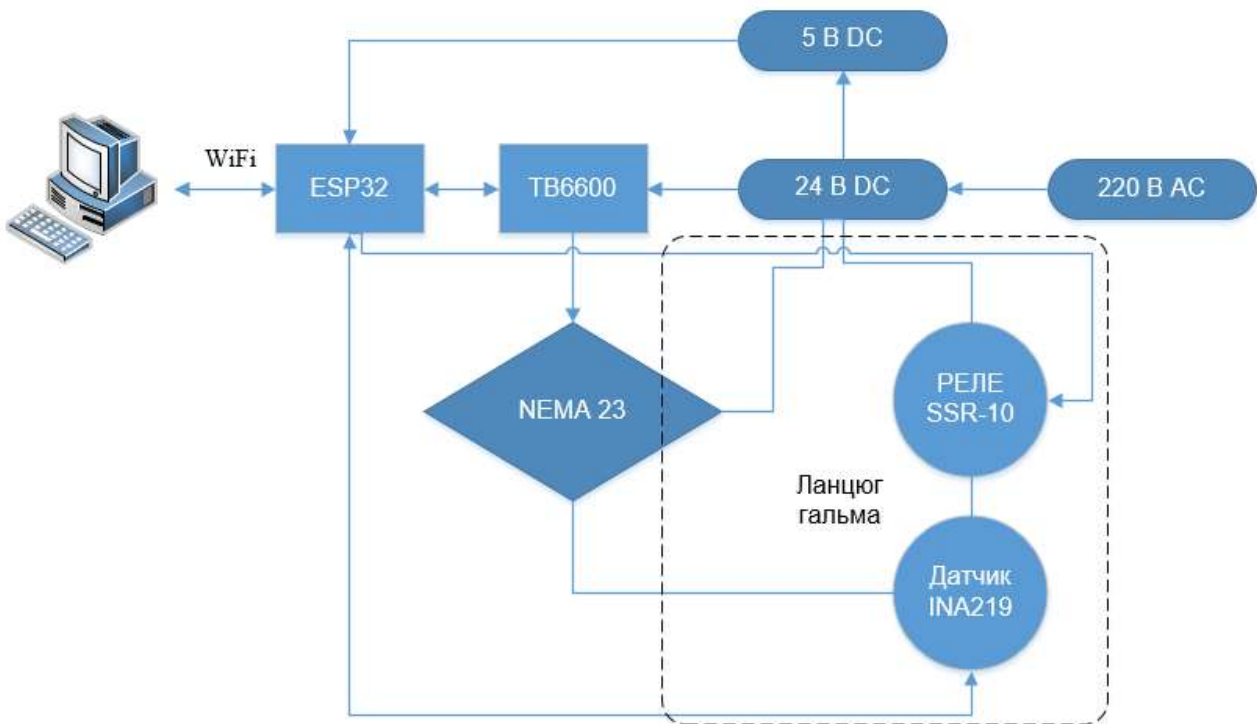 5 В DC
WiFi
ESP32
TB6600
24 В DC
220 В AC
NEMA 23
РЕЛЕ
SSR-10
Ланцюг
гальма
Датчик
INA219